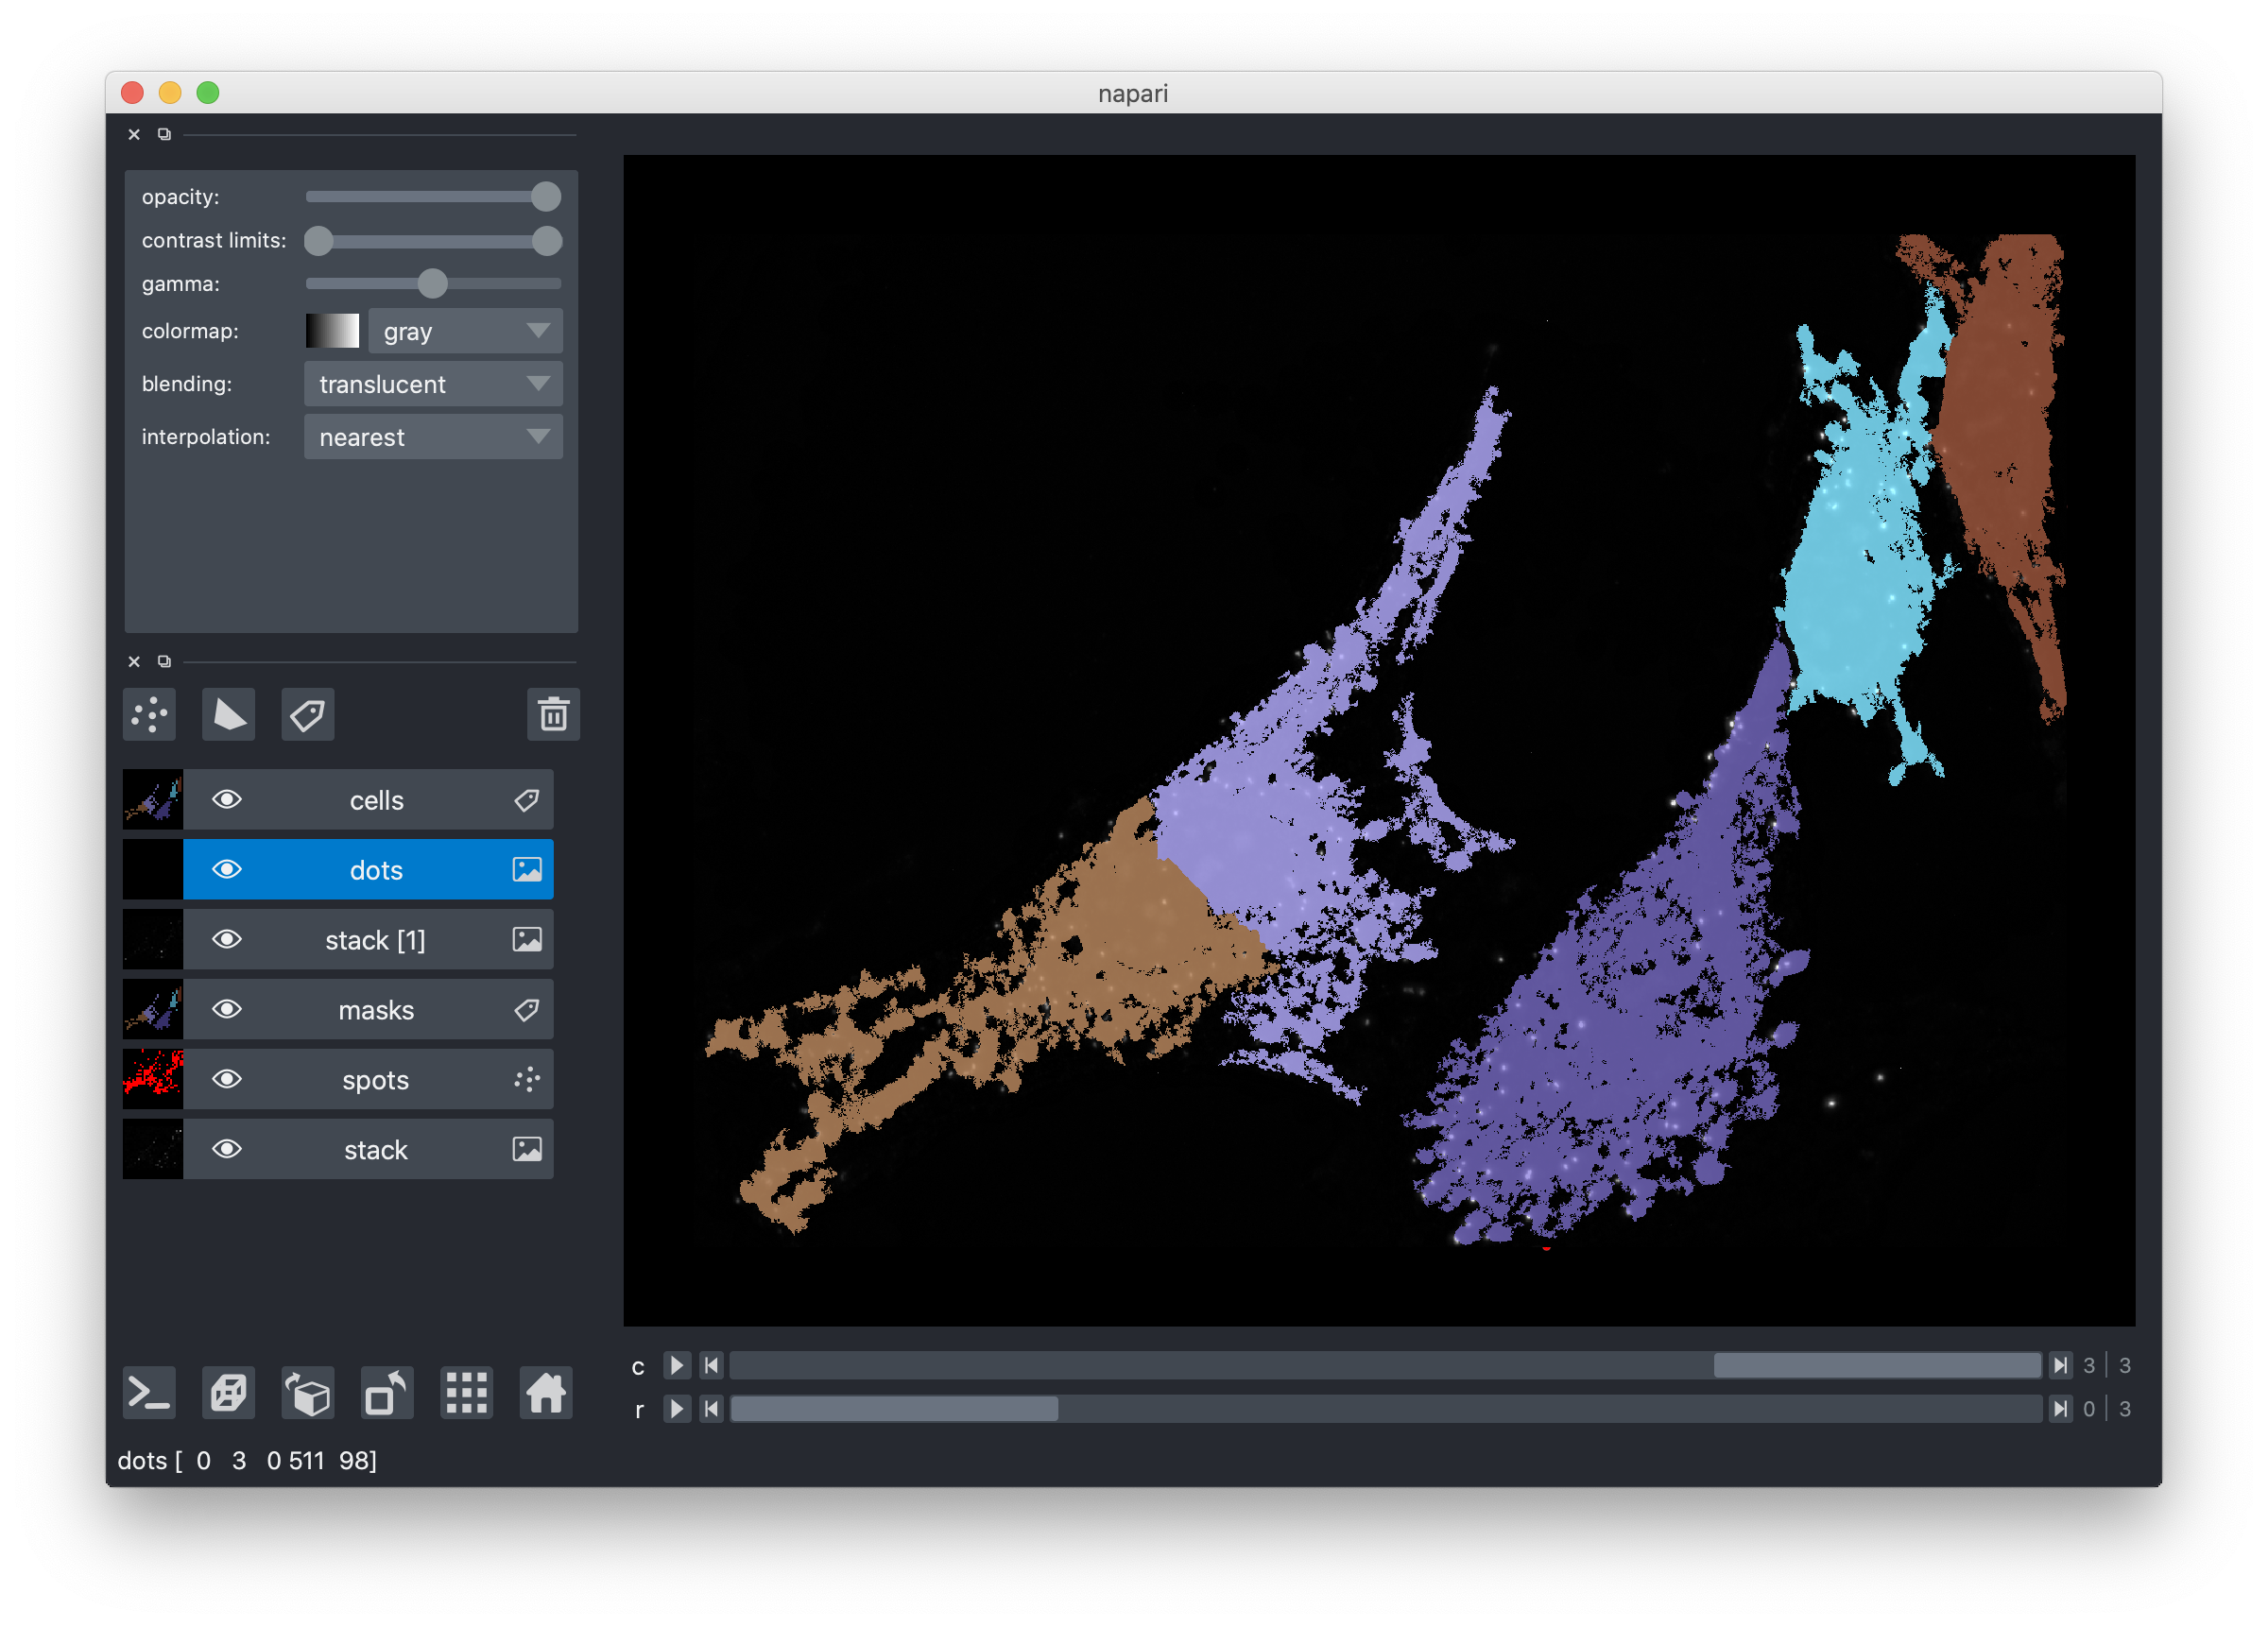 napari
opacity:
contrast limits:
gamma:
colormap: gray
blending: translucent
interpolation: nearest
cells
dots
stack [1]
masks
spots
stack
c 3 3
r 0 3
dots [ 0 3 0 511 98]